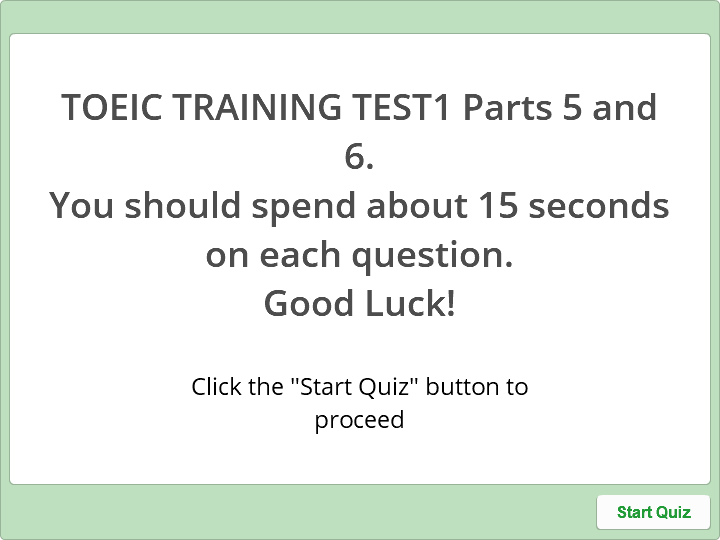 TOEIC TRAINING TEST1 Parts 5 and
6.
You should spend about 15 seconds
on each question.
Good Luck!
Click the "Start Quiz" button to
proceed
Start Quiz